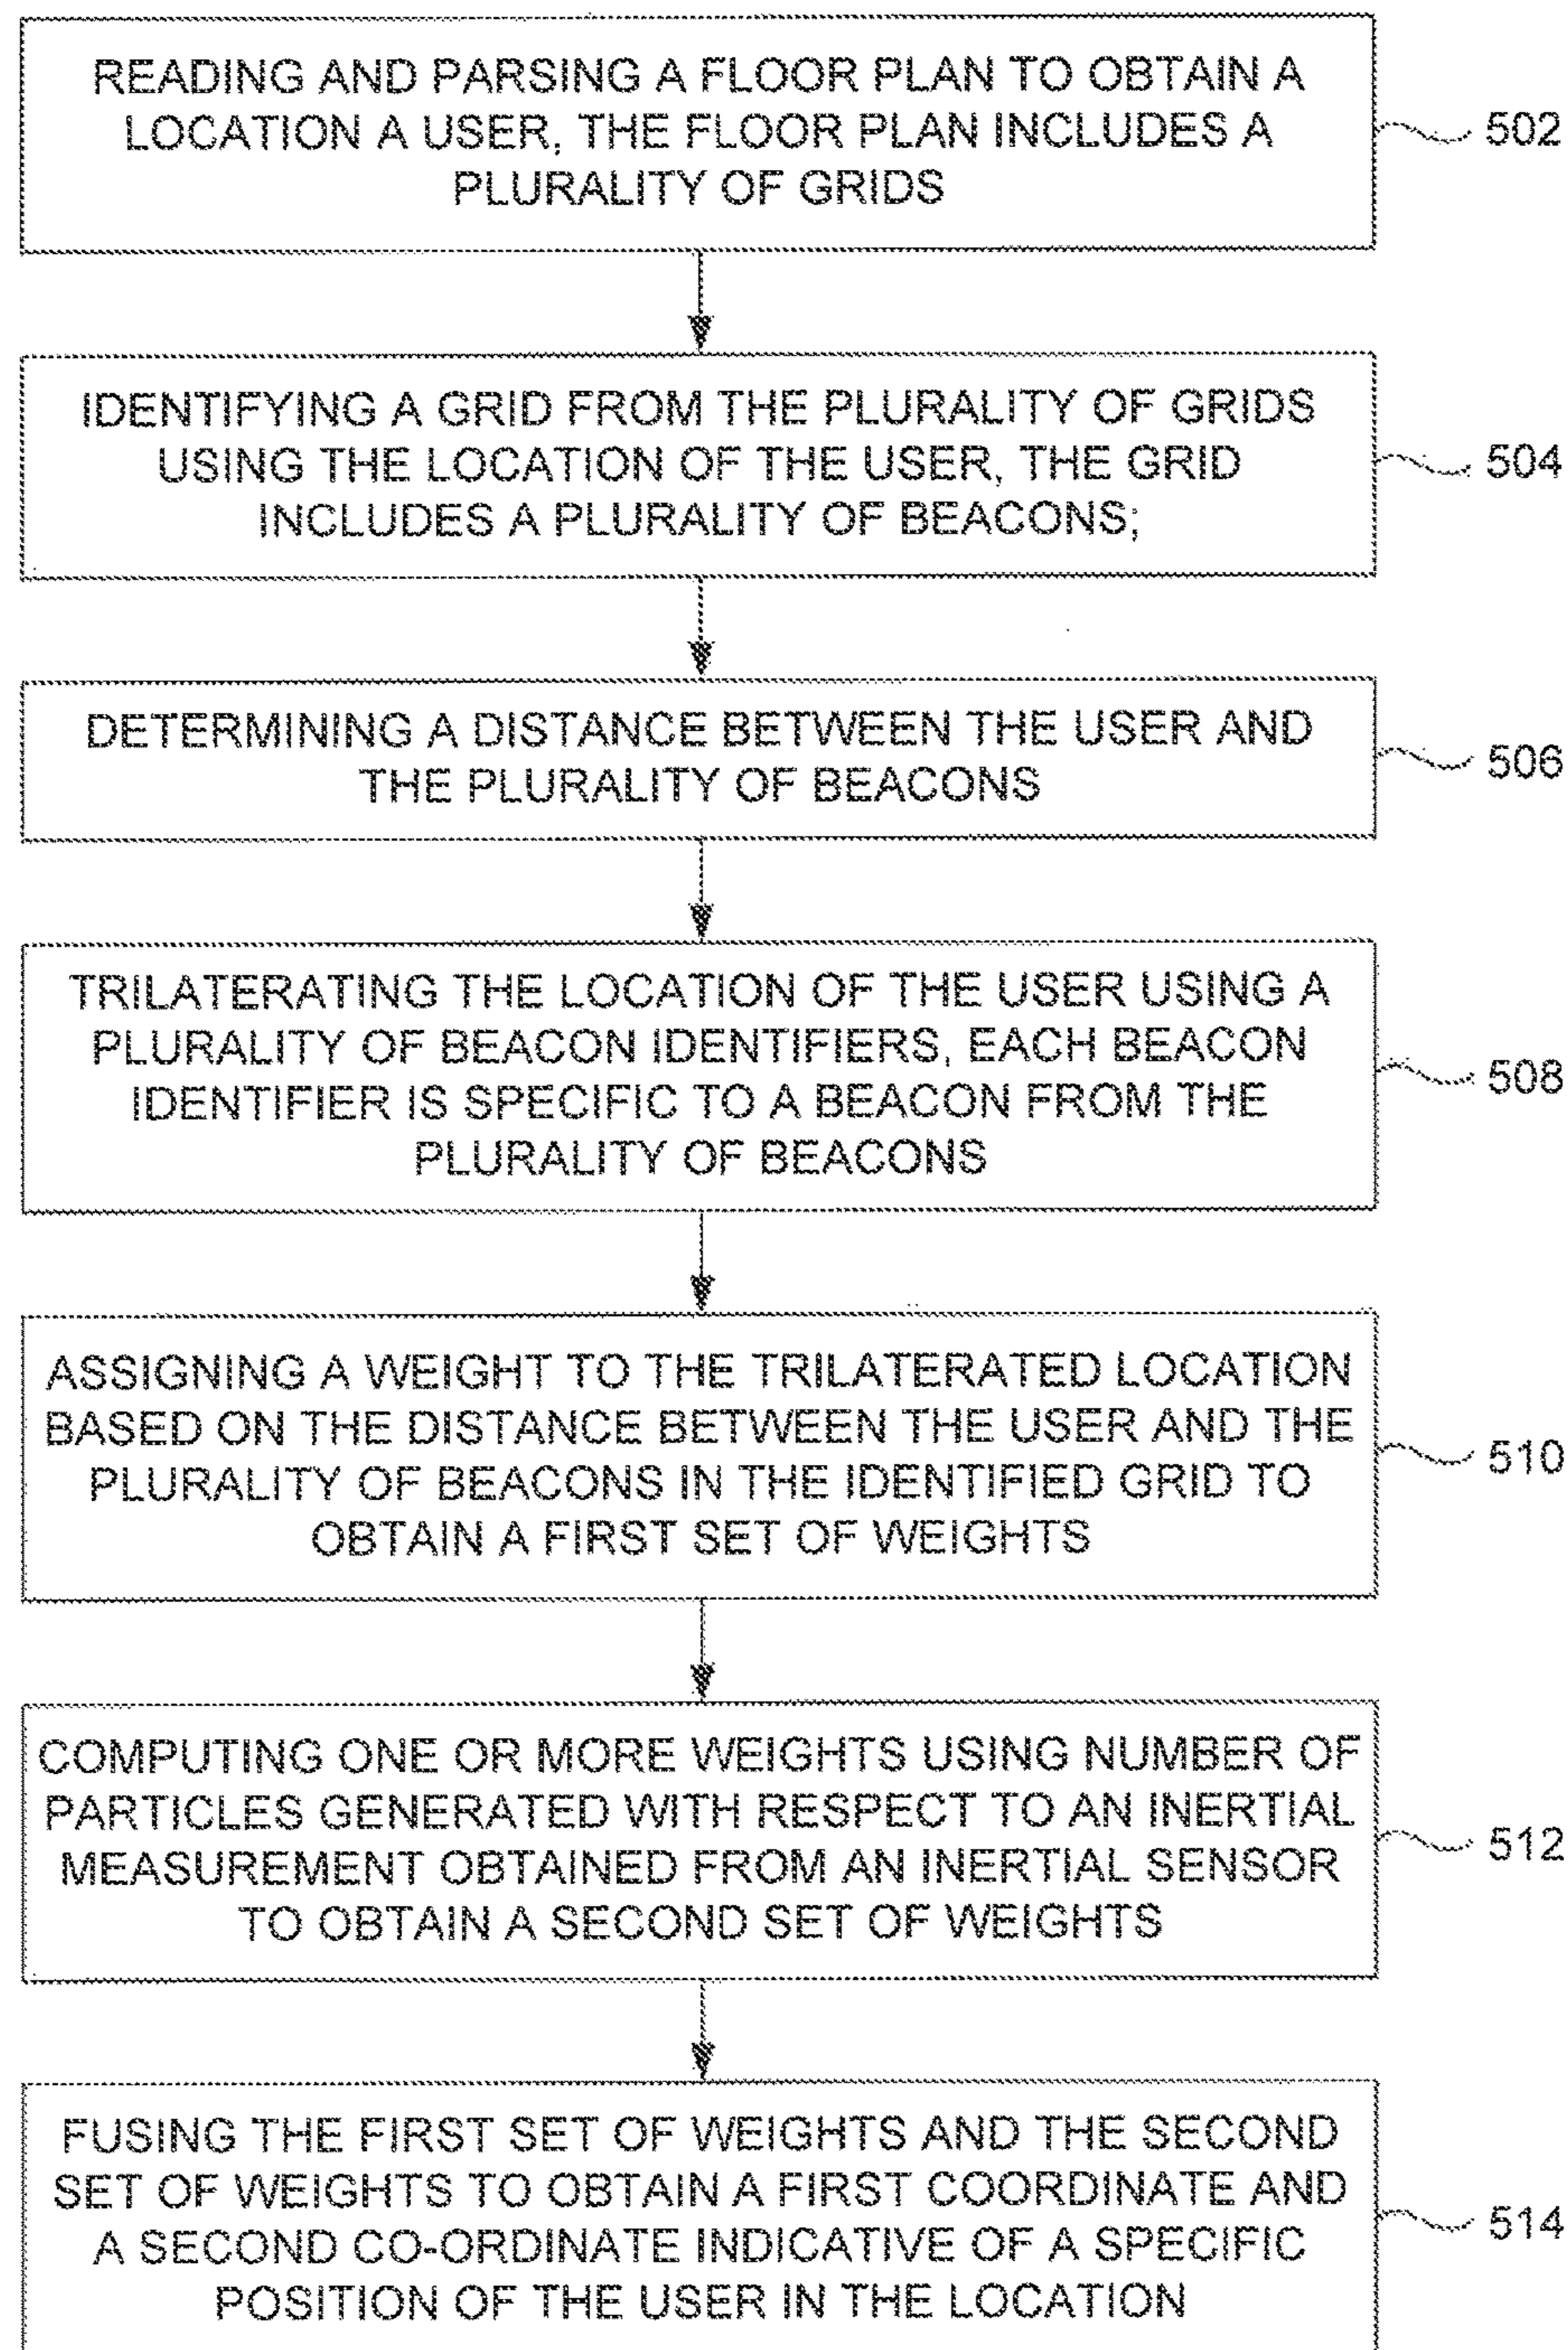 READING AND PARSING A FLOOR PLAN TO OBTAIN A
LOCATION A USER, THE FLOOR PLAN INCLUDES A
PLURALITY OF GRIDS
502
IDENTIFYING A GRID FROM THE PLURALITY OF GRIDS
USING THE LOCATION OF THE USER, THE GRID
INCLUDES A PLURALITY OF BEACONS;
504
DETERMINING A DISTANCE BETWEEN THE USER AND
THE PLURALITY OF BEACONS
506
TRILATERATING THE LOCATION OF THE USER USING A
PLURALITY OF BEACON IDENTIFIERS, EACH BEACON
IDENTIFIER IS SPECIFIC TO A BEACON FROM THE
PLURALITY OF BEACONS
508
ASSIGNING A WEIGHT TO THE TRILATERATED LOCATION
BASED ON THE DISTANCE BETWEEN THE USER AND THE
PLURALITY OF BEACONS IN THE IDENTIFIED GRID TO
OBTAIN A FIRST SET OF WEIGHTS
510
COMPUTING ONE OR MORE WEIGHTS USING NUMBER OF
PARTICLES GENERATED WITH RESPECT TO AN INERTIAL
MEASUREMENT OBTAINED FROM AN INERTIAL SENSOR
TO OBTAIN A SECOND SET OF WEIGHTS
512
FUSING THE FIRST SET OF WEIGHTS AND THE SECOND
SET OF WEIGHTS TO OBTAIN A FIRST COORDINATE AND
A SECOND CO-ORDINATE INDICATIVE OF A SPECIFIC
POSITION OF THE USER IN THE LOCATION
514